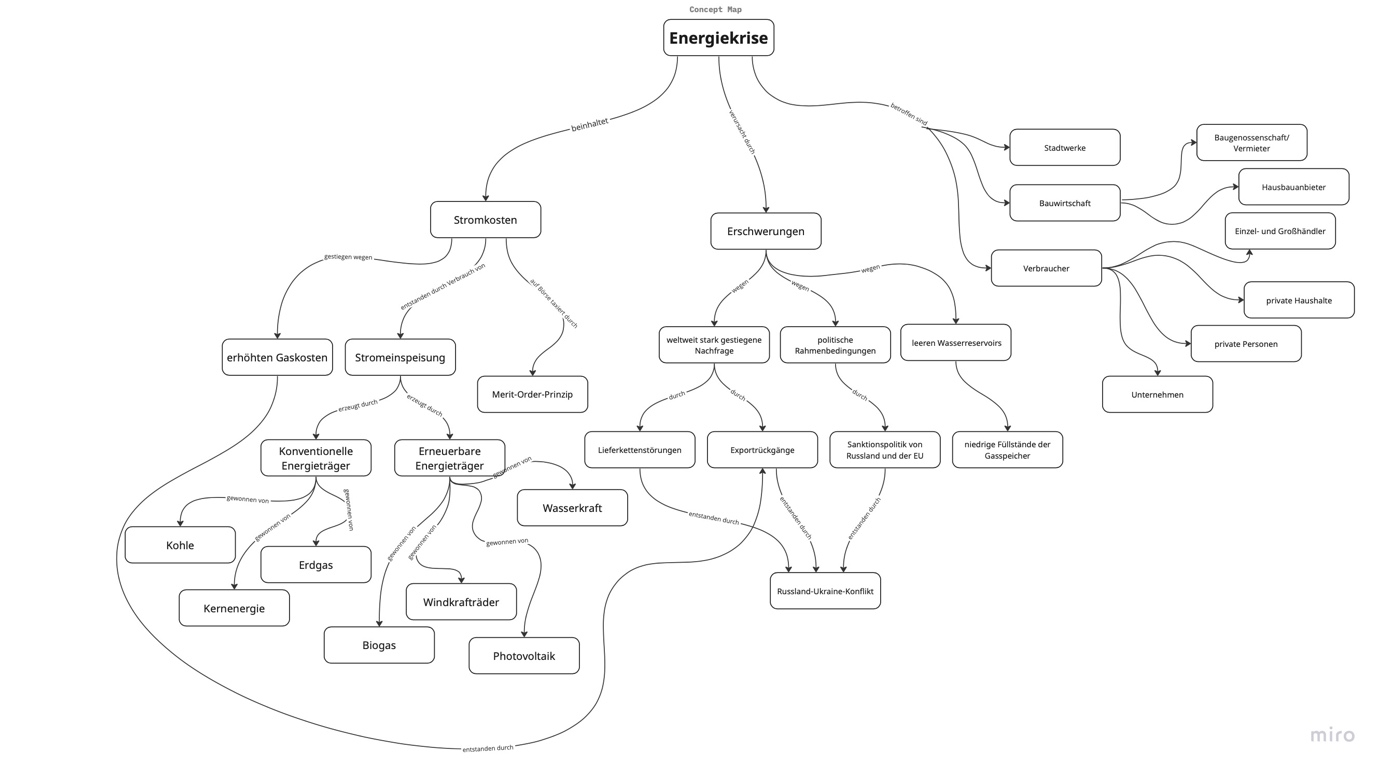 Concept Map
Energiekrise
beinhaltet
verursacht durch
betroffen sind
Stadtwerke
Baugenossenschaft/
Vermieter
Bauwirtschaft
Hausbauanbieter
Einzel- und Großhändler
Verbraucher
private Haushalte
private Personen
Unternehmen
Stromkosten
Erschwerungen
gestiegen wegen
entstanden durch Verbrauch von
auf Börse taxiert durch
wegen
wegen
wegen
erhöhten Gaskosten
Stromeinspeisung
Merit-Order-Prinzip
weltweit stark gestiegene
Nachfrage
politische
Rahmenbedingungen
leeren Wasserreservoirs
erzeugt durch
erzeugt durch
durch
durch
durch
Konventionelle
Energieträger
Erneuerbare
Energieträger
Lieferkettenstörungen
Exportrückgänge
Sanktionspolitik von
Russland und der EU
niedrige Füllstände der
Gasspeicher
gewonnen von
gewonnen von
gewonnen von
gewonnen von
gewonnen von
gewonnen von
gewonnen von
Kohle
Kernenergie
Erdgas
Wasserkraft
Windkrafträder
Biogas
Photovoltaik
entstanden durch
entstanden durch
entstanden durch
Russland-Ukraine-Konflikt
entstanden durch
miro